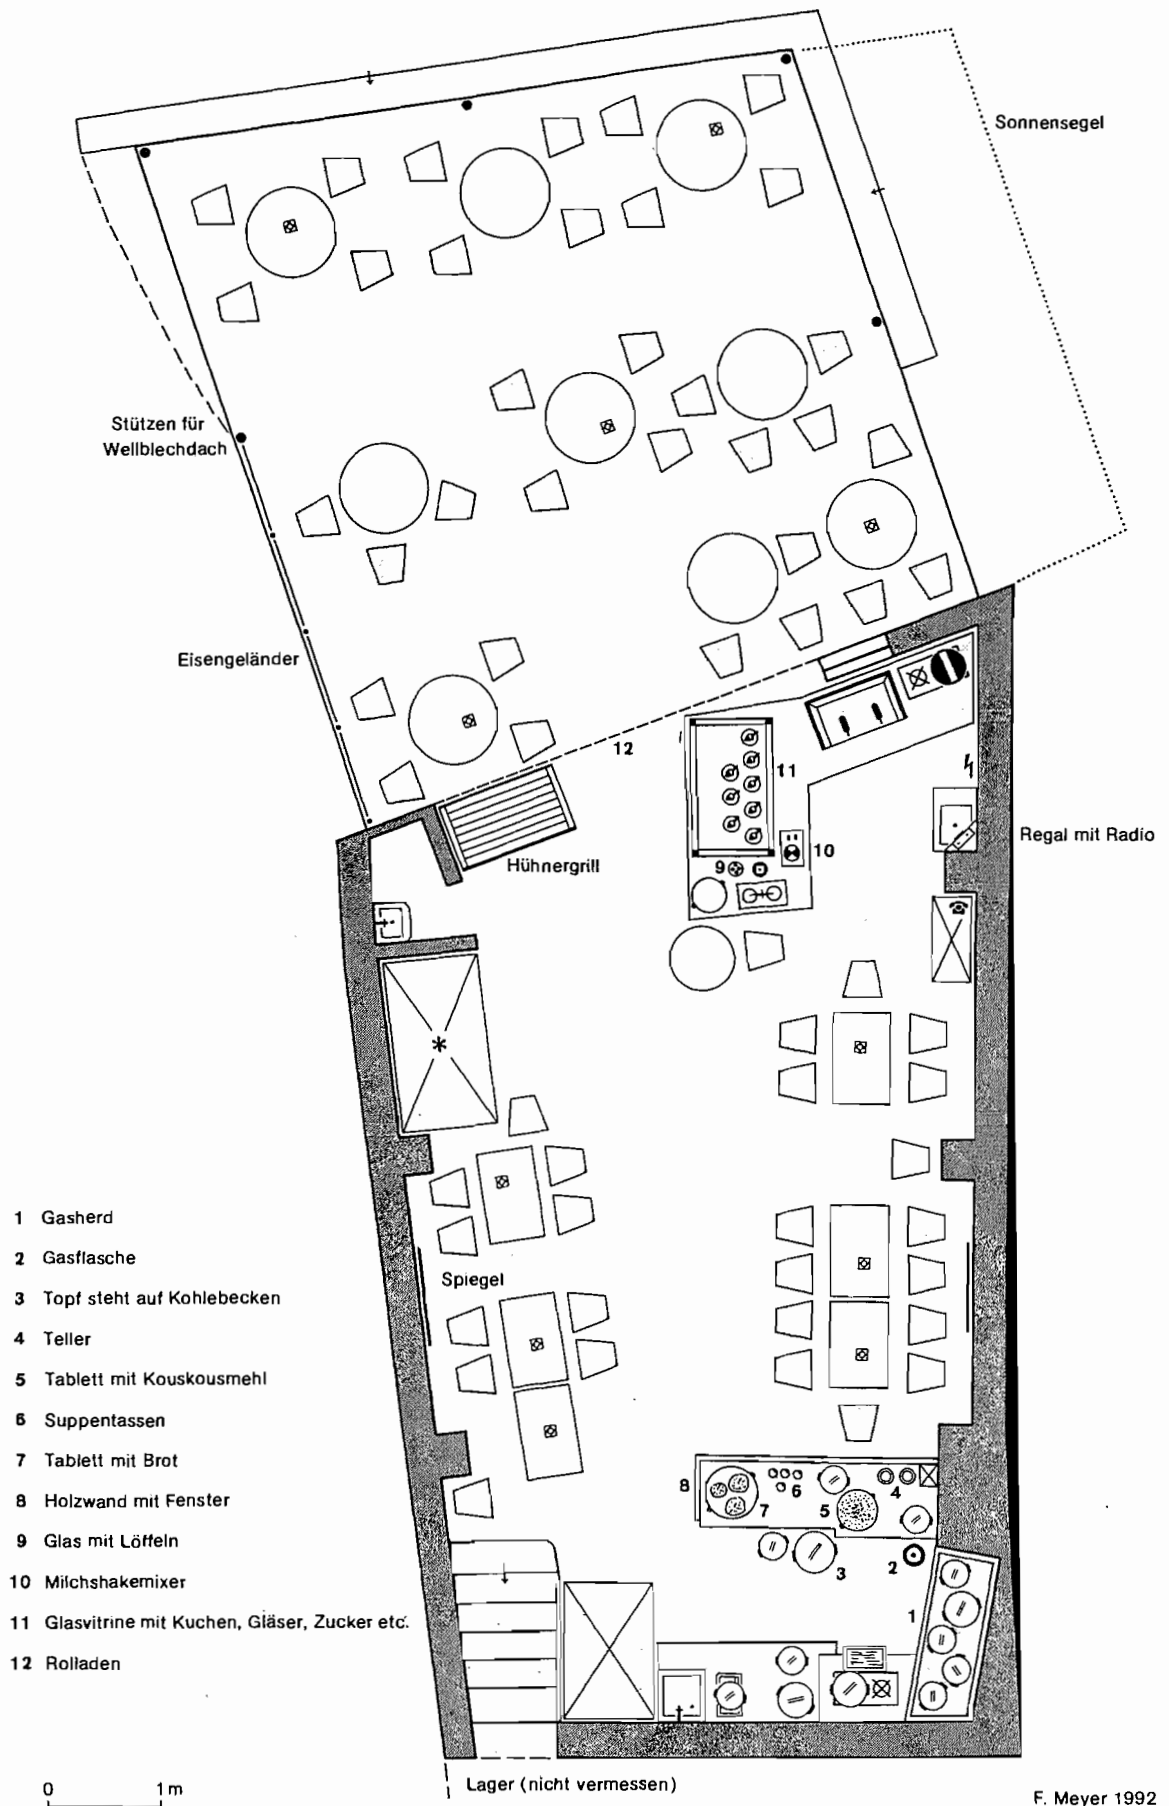 Sonnensegel
Stützen für
Wellblechdach
Eisengeländer
12
11
Hühnergrill
10
9
Regal mit Radio
1 Gasherd
2 Gasflasche
3 Topf steht auf Kohlebecken
4 Teller
5 Tablett mit Kouskousmehl
6 Suppentassen
7 Tablett mit Brot
8 Holzwand mit Fenster
9 Glas mit Löffeln
10 Milchshakemixer
11 Glasvitrine mit Kuchen, Gläser, Zucker etc.
12 Rolladen
Spiegel
8
7
6
5
4
3
2
1
0 1 m
Lager (nicht vermessen)
F. Meyer 1992